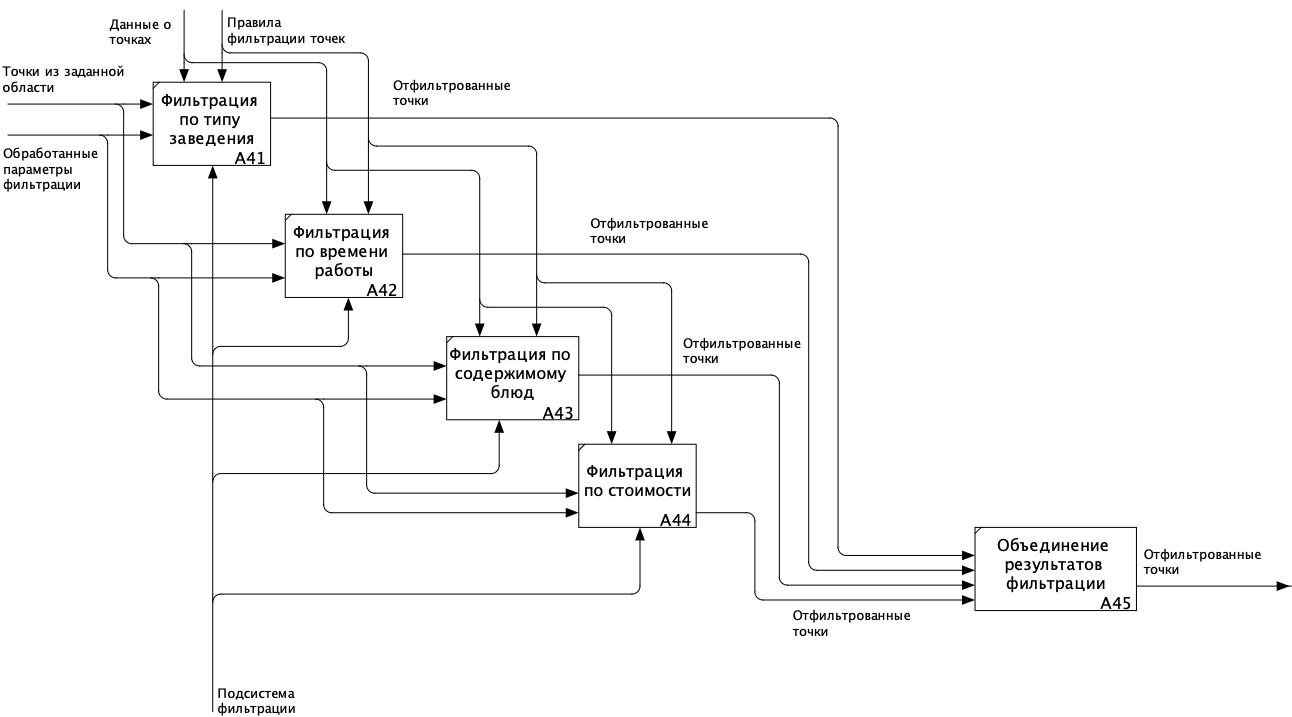 Данные о
точках
Правила
фильтрации точек
Точки из заданной
области
Обработанные
параметры
фильтрации
Фильтрация
по типу
заведения
A41
Отфильтрованные
точки
Фильтрация
по времени
работы
A42
Отфильтрованные
точки
Фильтрация по
содержимому
блюд
A43
Отфильтрованные
точки
Фильтрация
по стоимости
A44
Отфильтрованные
точки
Объединение
результатов
фильтрации
A45
Отфильтрованные
точки
Подсистема
фильтрации